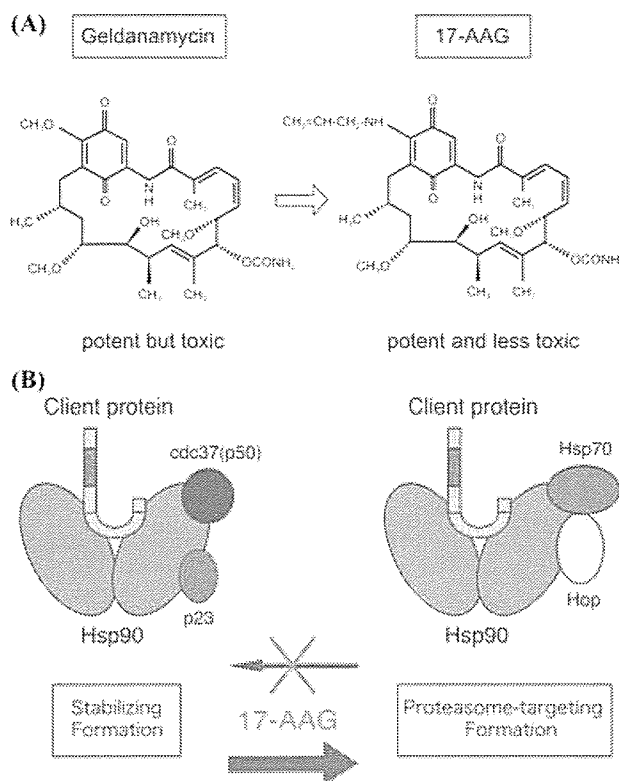 (A)
Geldanamycin
17-AAG
O
CH₃O
O
O
N
H
CH₃
H₃C
OH
CH₃O
CH₃O
OCONH₂
CH₃
CH₃
CH₂=CH-CH₂-NH
O
O
O
N
H
CH₃
H₃C
OH
CH₃O
CH₃O
OCONH
CH₃
CH₃
potent but toxic
potent and less toxic
(B)
Client protein
Client protein
cdc37(p50)
Hsp70
p23
Hop
Hsp90
Hsp90
Stabilizing
Formation
17-AAG
Proteasome-targeting
Formation